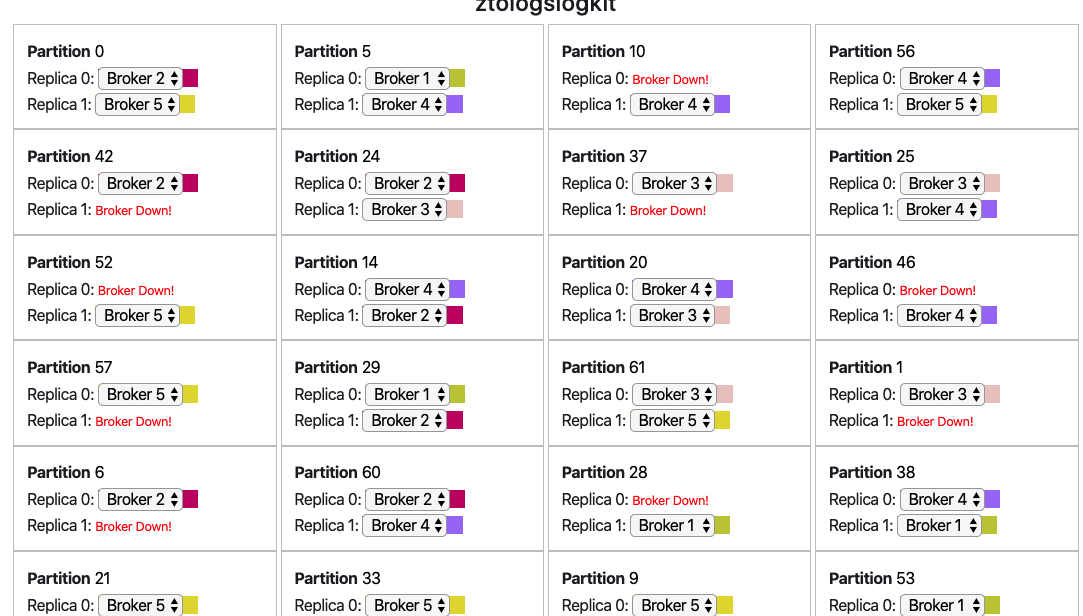 ztologslogkit
Partition 0
Replica 0: Broker 2
Replica 1: Broker 5
Partition 5
Replica 0: Broker 1
Replica 1: Broker 4
Partition 10
Replica 0: Broker Down!
Replica 1: Broker 4
Partition 56
Replica 0: Broker 4
Replica 1: Broker 5
Partition 42
Replica 0: Broker 2
Replica 1: Broker Down!
Partition 24
Replica 0: Broker 2
Replica 1: Broker 3
Partition 37
Replica 0: Broker 3
Replica 1: Broker Down!
Partition 25
Replica 0: Broker 3
Replica 1: Broker 4
Partition 52
Replica 0: Broker Down!
Replica 1: Broker 5
Partition 14
Replica 0: Broker 4
Replica 1: Broker 2
Partition 20
Replica 0: Broker 4
Replica 1: Broker 3
Partition 46
Replica 0: Broker Down!
Replica 1: Broker 4
Partition 57
Replica 0: Broker 5
Replica 1: Broker Down!
Partition 29
Replica 0: Broker 1
Replica 1: Broker 2
Partition 61
Replica 0: Broker 3
Replica 1: Broker 5
Partition 1
Replica 0: Broker 3
Replica 1: Broker Down!
Partition 6
Replica 0: Broker 2
Replica 1: Broker Down!
Partition 60
Replica 0: Broker 2
Replica 1: Broker 4
Partition 28
Replica 0: Broker Down!
Replica 1: Broker 1
Partition 38
Replica 0: Broker 4
Replica 1: Broker 1
Partition 21
Replica 0: Broker 5
Partition 33
Replica 0: Broker 5
Partition 9
Replica 0: Broker 5
Partition 53
Replica 0: Broker 1